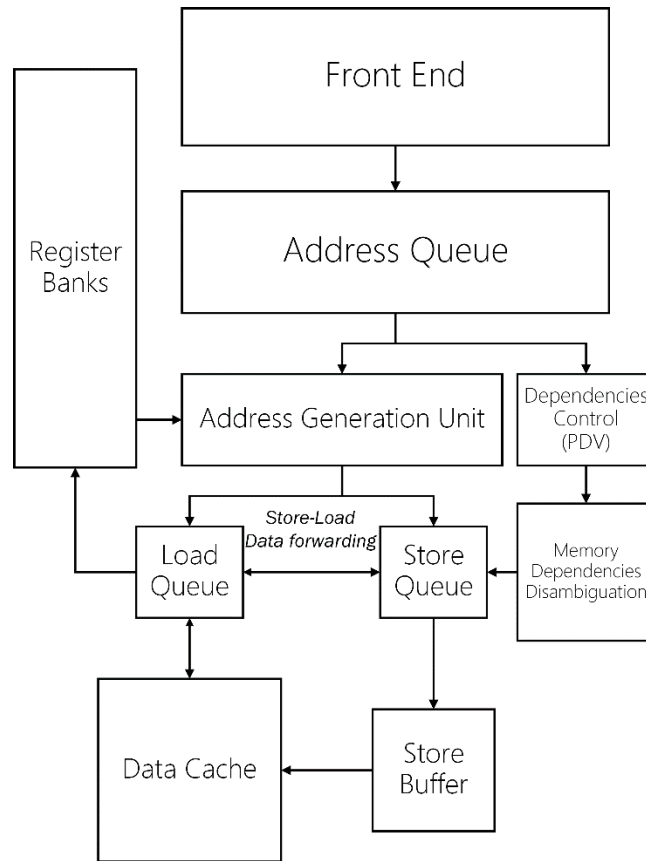 Front End
Register
Banks
Address Queue
Address Generation Unit
Dependencies
Control
(PDV)
Store-Load
Data forwarding
Load
Queue
Store
Queue
Memory
Dependencies
Disambiguation
Data Cache
Store
Buffer